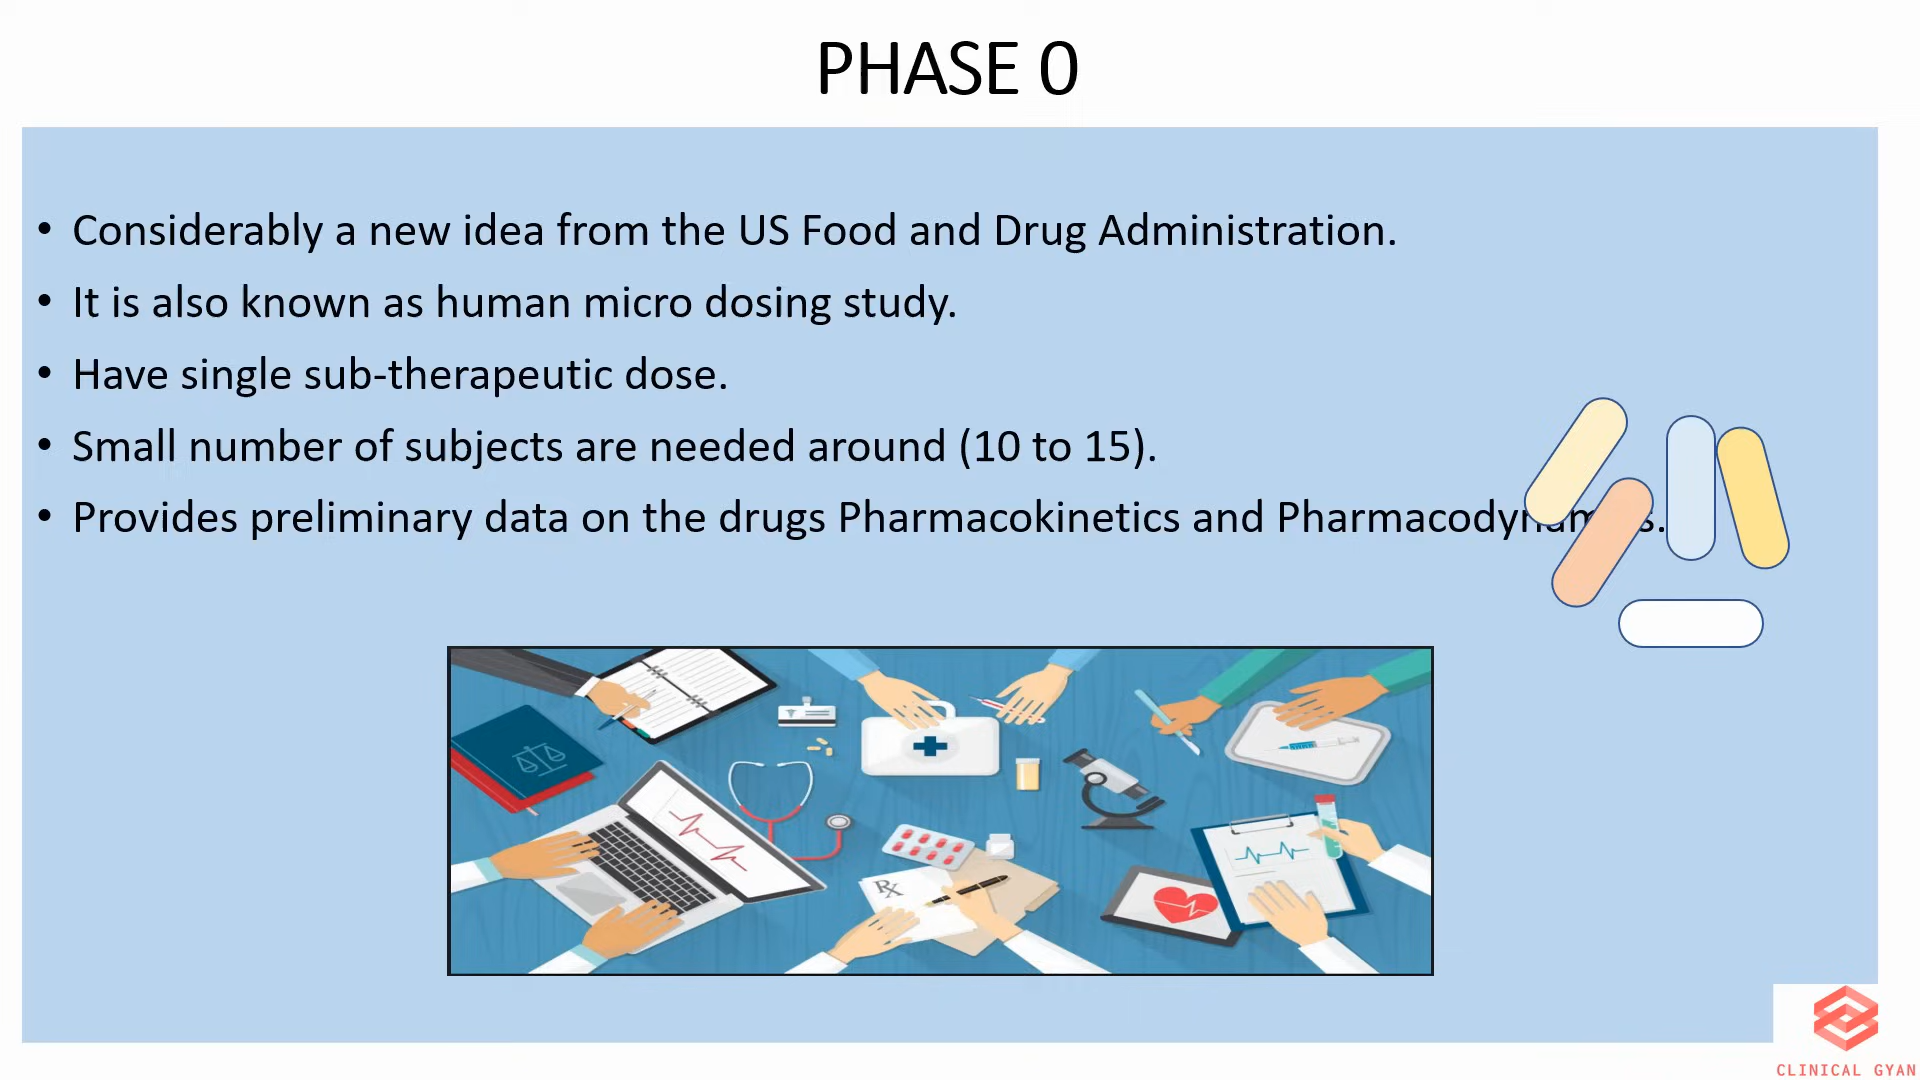 PHASE 0
• Considerably a new idea from the US Food and Drug Administration.
• It is also known as human micro dosing study.
• Have single sub-therapeutic dose.
• Small number of subjects are needed around (10 to 15).
• Provides preliminary data on the drugs Pharmacokinetics and Pharmacodynamics.
Rx
CLINICAL GYAN